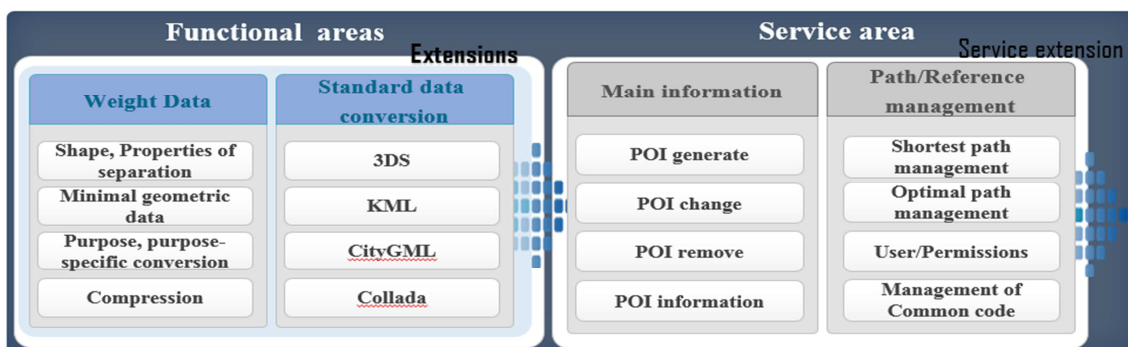 Functional areas
Extensions
Weight Data
Shape, Properties of
separation
Minimal geometric
data
Purpose, purpose-
specific conversion
Compression
Standard data
conversion
3DS
KML
CityGML
Collada
Service area
Service extension
Main information
POI generate
POI change
POI remove
POI information
Path/Reference
management
Shortest path
management
Optimal path
management
User/Permissions
Management of
Common code